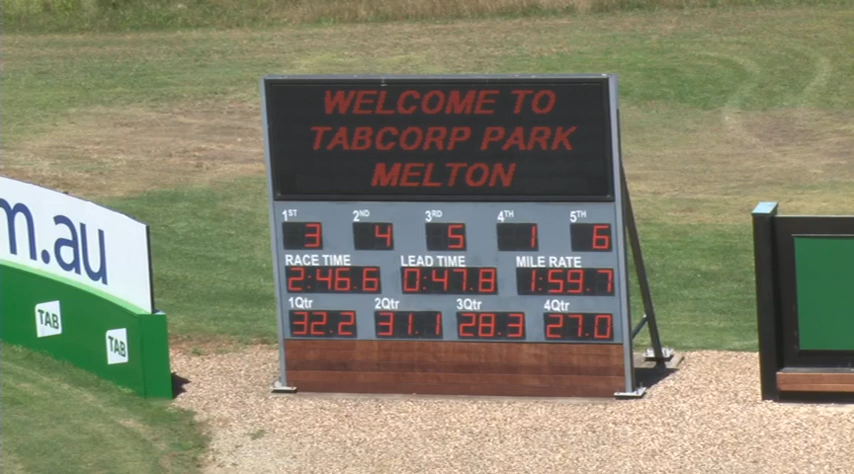 WELCOME TO
TABCORP PARK
MELTON
1ST 2ND 3RD 4TH 5TH
3 4 5 1 6
RACE TIME LEAD TIME MILE RATE
2:46.6 0:47.8 1:59.7
1Qtr 2Qtr 3Qtr 4Qtr
32.2 31.1 28.3 27.0
m.au
TAB
TAB